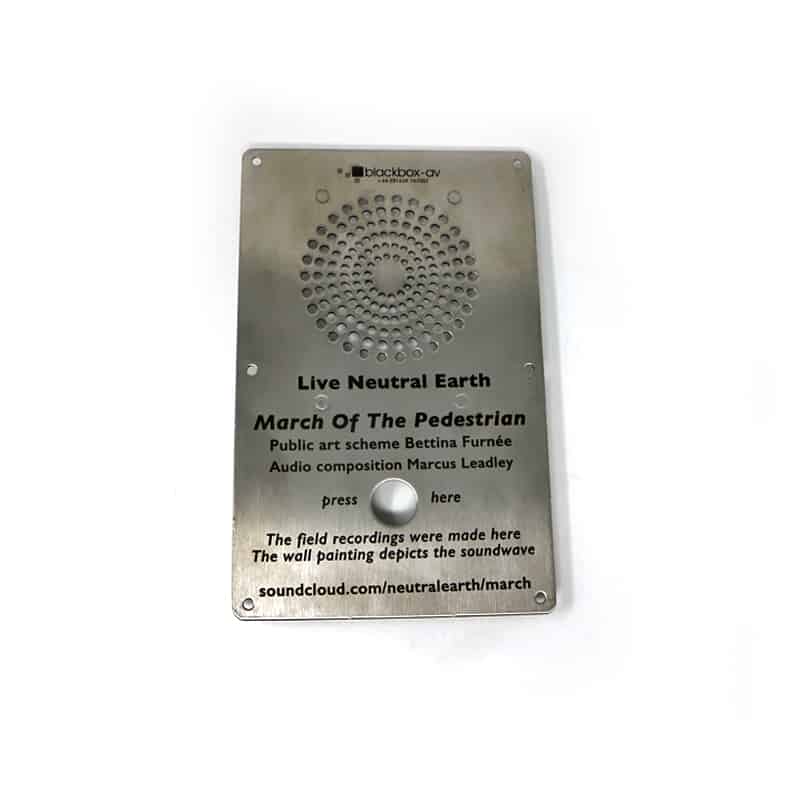 blackbox-av
Live Neutral Earth
March Of The Pedestrian
Public art scheme Bettina Furnée
Audio composition Marcus Leadley
press here
The field recordings were made here
The wall painting depicts the soundwave
soundcloud.com/neutralearth/march